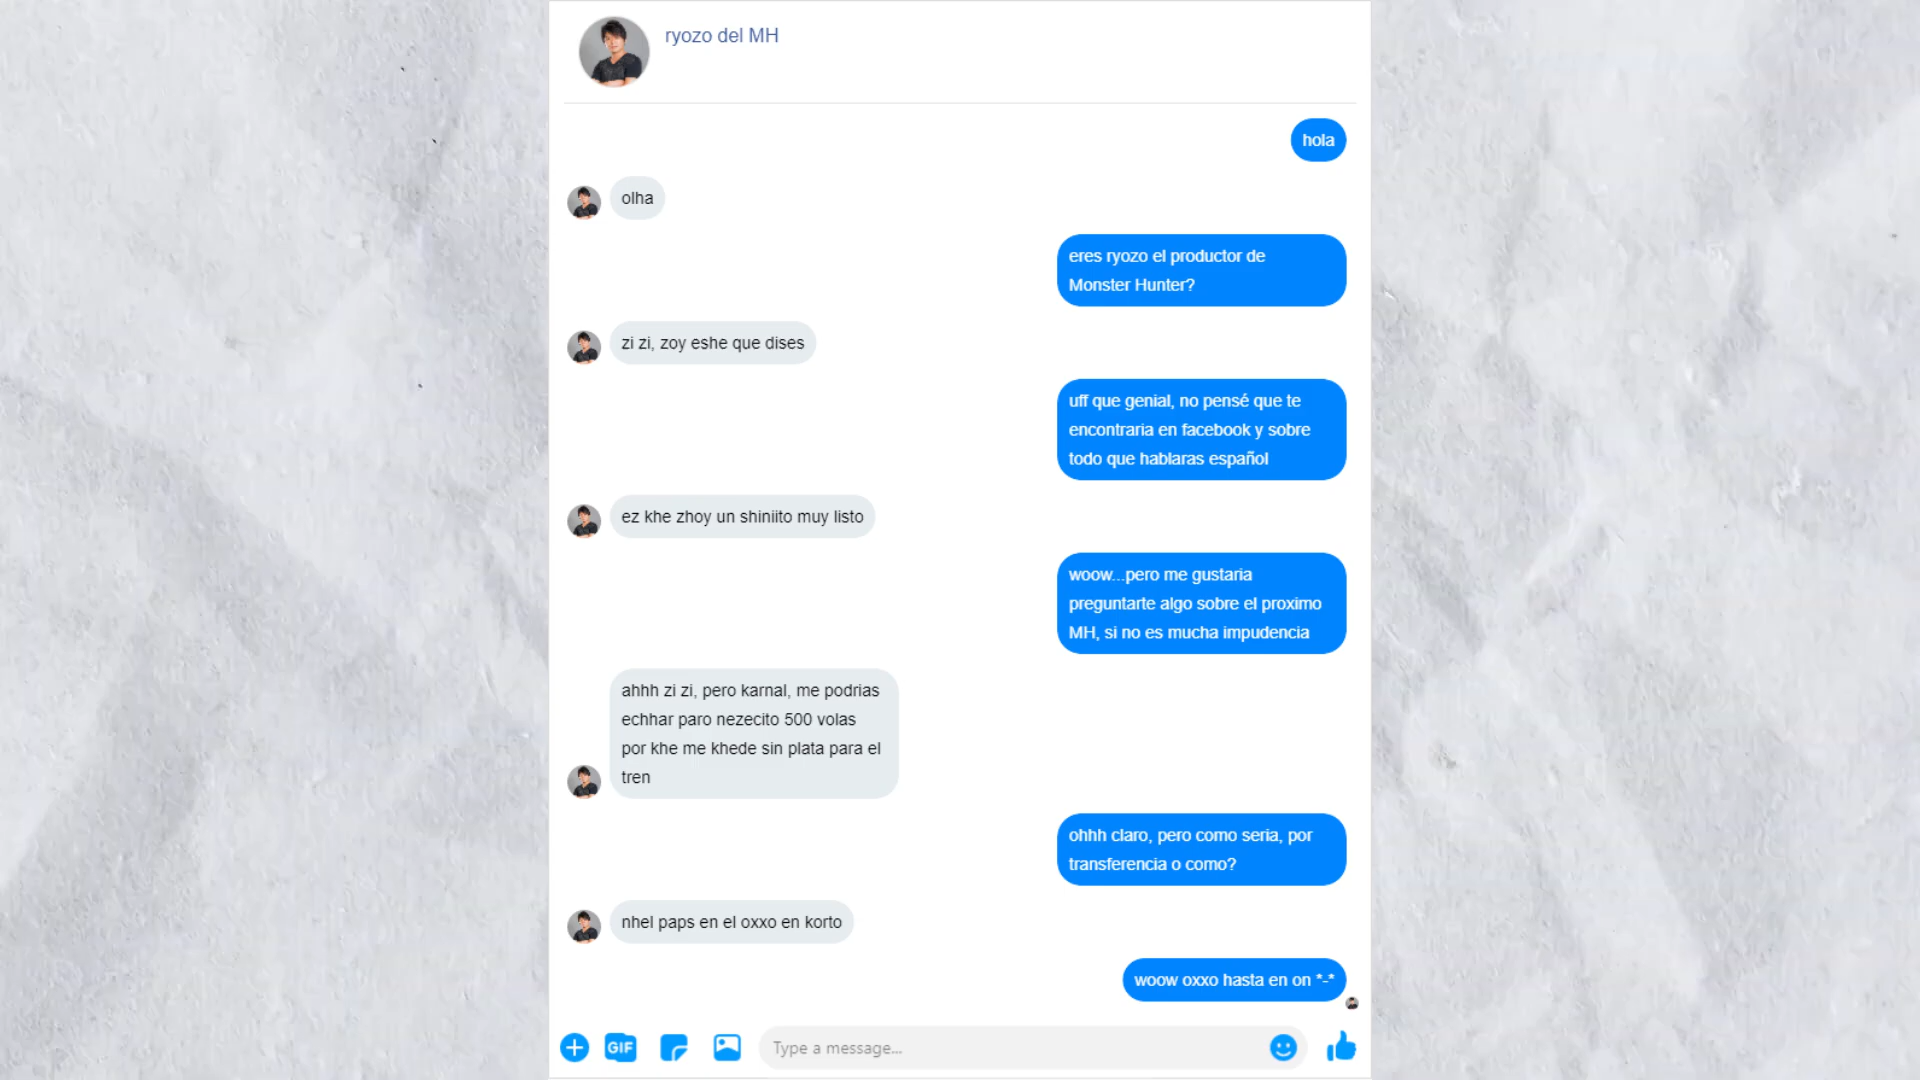 ryozo del MH
hola
olha
eres ryozo el productor de
Monster Hunter?
zi zi, zoy eshe que dises
uff que genial, no pensé que te
encontraria en facebook y sobre
todo que hablaras español
ez khe zhoy un shiniito muy listo
woow...pero me gustaria
preguntarte algo sobre el proximo
MH, si no es mucha impudencia
ahhh zi zi, pero karnal, me podrias
echhar paro nezecito 500 volas
por khe me khede sin plata para el
tren
ohhh claro, pero como seria, por
transferencia o como?
nhel paps en el oxxo en korto
woow oxxo hasta en on *-*
GIF
Type a message...